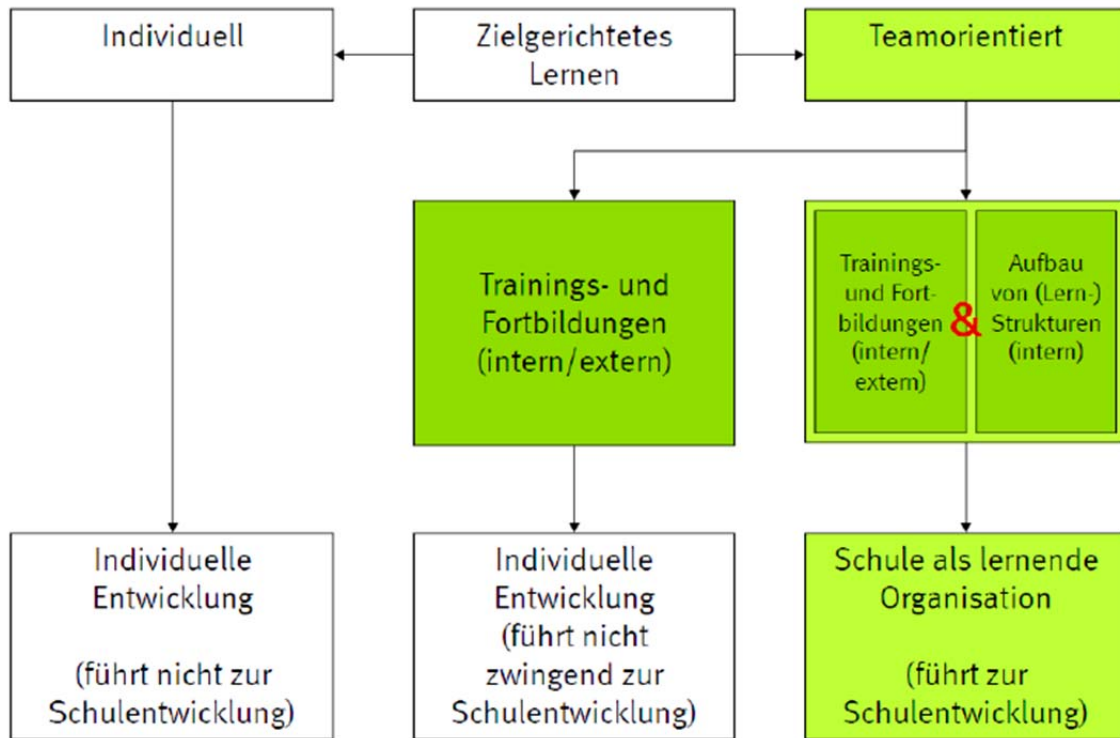 Individuell
Zielgerichtetes
Lernen
Teamorientiert
Trainings- und
Fortbildungen
(intern/extern)
Trainings-
und Fort-
bildungen
(intern/
extern)
&
Aufbau
von (Lern-)
Strukturen
(intern)
Individuelle
Entwicklung
(führt nicht zur
Schulentwicklung)
Individuelle
Entwicklung
(führt nicht
zwingend zur
Schulentwicklung)
Schule als lernende
Organisation
(führt zur
Schulentwicklung)